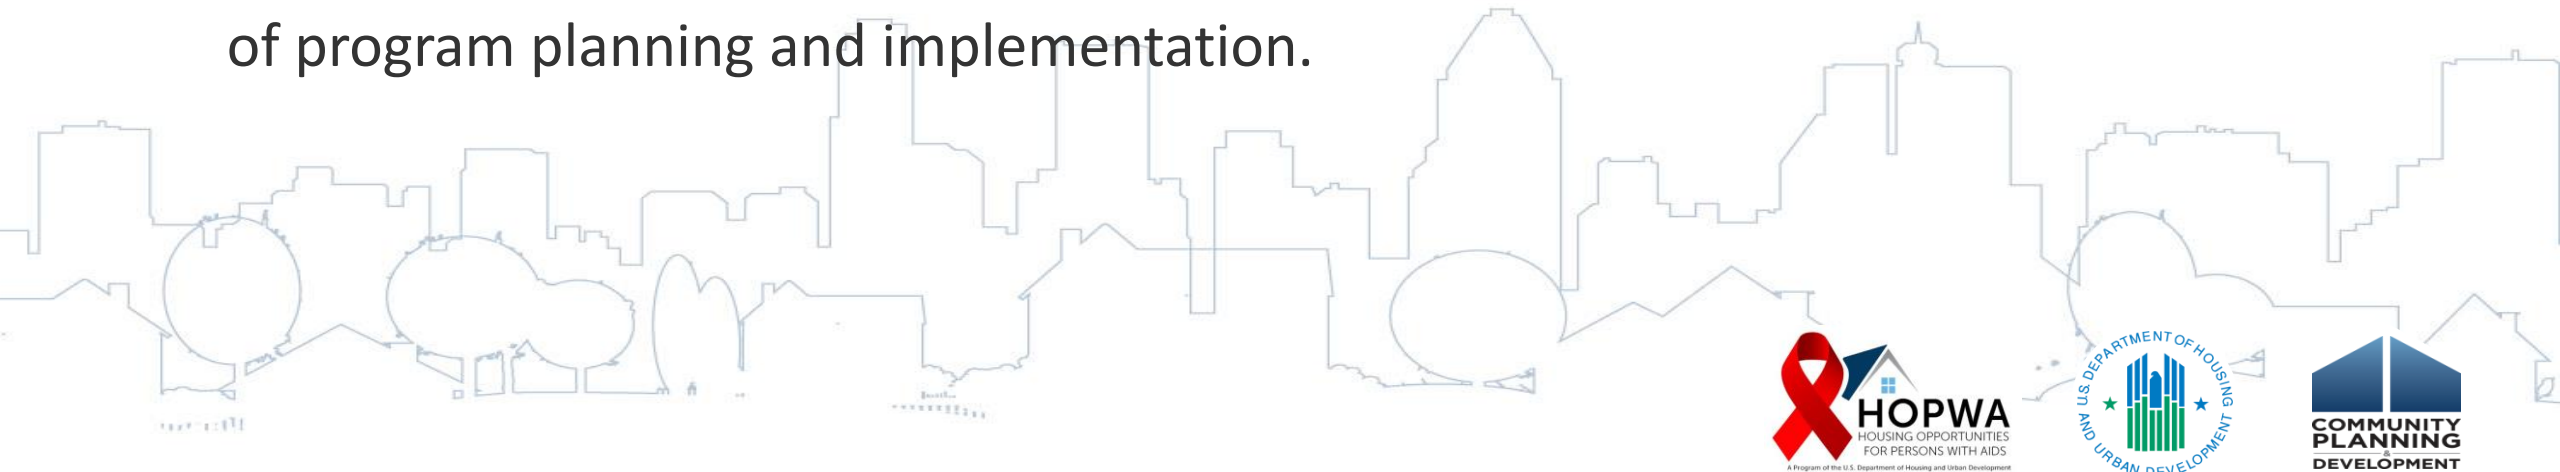 of program planning and implementation.
HOPWA
HOUSING OPPORTUNITIES
FOR PERSONS WITH AIDS
A Program of the U.S. Department of Housing and Urban Development
U.S. DEPARTMENT OF HOUSING
AND URBAN DEVELOPMENT
COMMUNITY
PLANNING
&
DEVELOPMENT